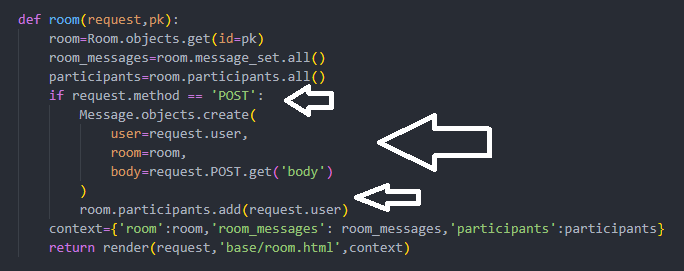 def room(request,pk):
    room=Room.objects.get(id=pk)
    room_messages=room.message_set.all()
    participants=room.participants.all()
    if request.method == 'POST':
        Message.objects.create(
            user=request.user,
            room=room,
            body=request.POST.get('body')
        )
        room.participants.add(request.user)
    context={'room':room,'room_messages': room_messages,'participants':participants}
    return render(request,'base/room.html',context)